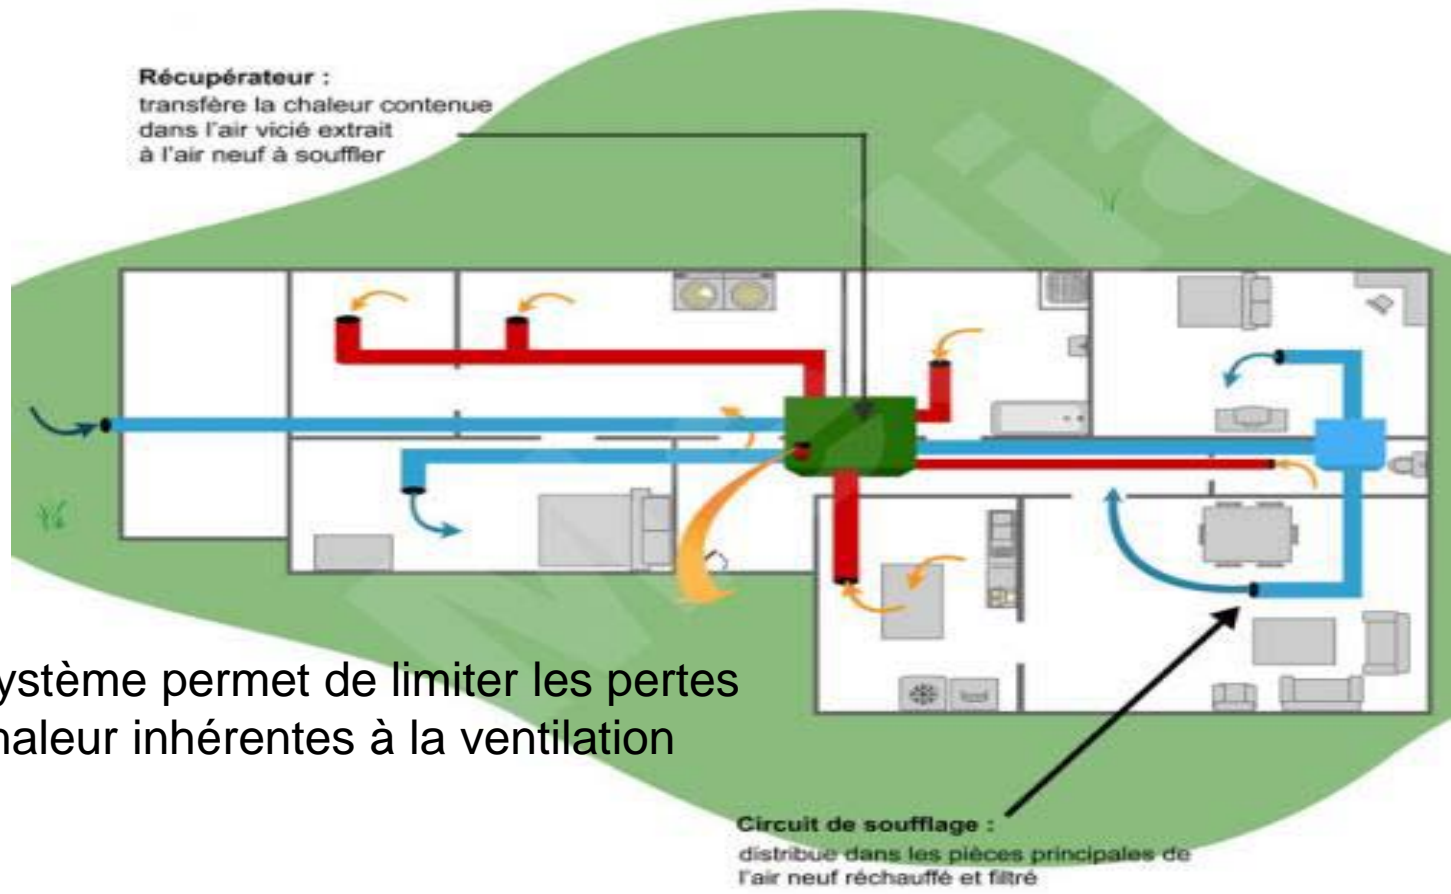 Récupérateur :
transfère la chaleur contenue
dans l'air vicié extrait
à l'air neuf à souffler
ystème permet de limiter les pertes
haleur inhérentes à la ventilation
Circuit de soufflage :
distribue dans les pièces principales de
l'air neuf réchauffé et filtré